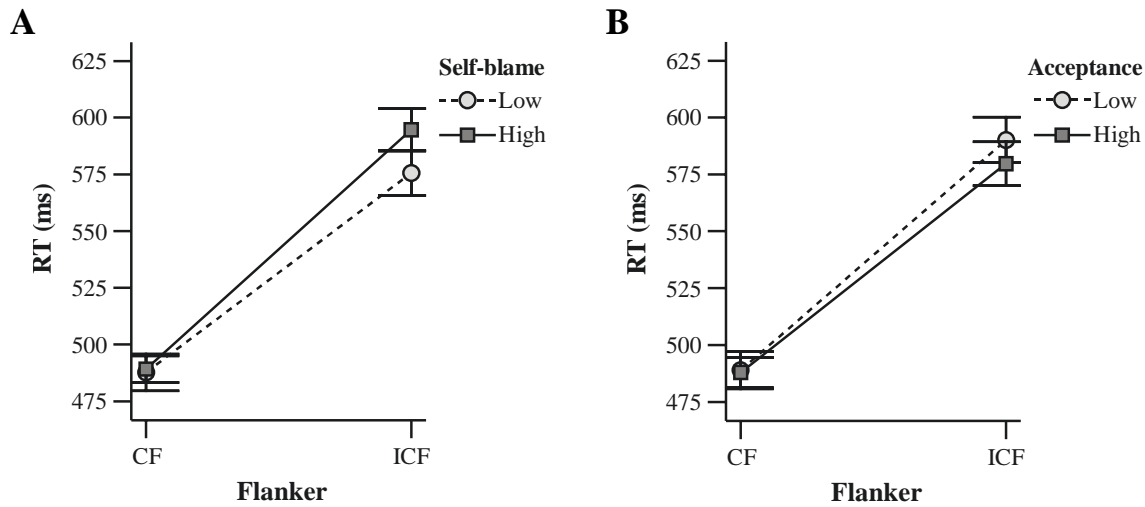 A
Self-blame
Low
High
625
600
575
550
525
500
475
RT (ms)
CF
ICF
Flanker
B
Acceptance
Low
High
625
600
575
550
525
500
475
RT (ms)
CF
ICF
Flanker